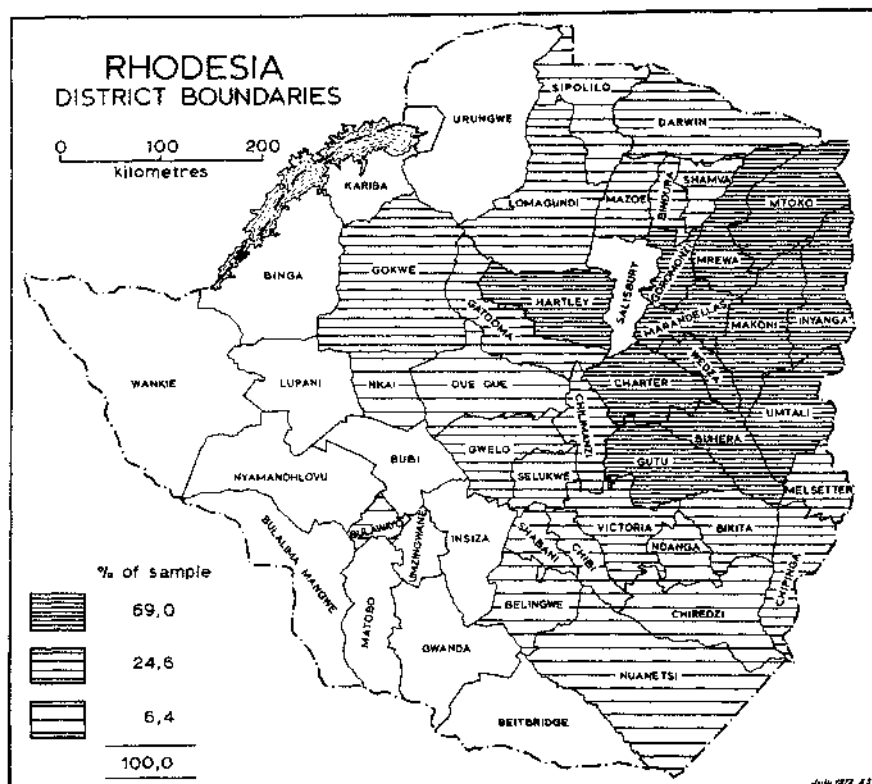 RHODESIA
DISTRICT BOUNDARIES
0 100 200
kilometres
SIPOLILO
URUNGWE
DARWIN
KARIBA
SHAMVA
BINDURA
LOMAGUNDI
MAZOE
MTOKO
BINGA
GOKWE
MREWA
GOROMONZI
SALISBURY
HARTLEY
GATOOMA
MARANDELLAS
MAKONI
INYANGA
WANKIE
LUPANI
NKAI
QUE QUE
CHARTER
WEDZA
CHILIMANZI
UMTALI
BUHERA
BUBI
GWELO
GUTU
NYAMANDHLOVU
SELUKWE
MELSETTER
BULAWAYO
UMZINGWANE
INSIZA
SHABANI
CHIBI
VICTORIA
BIKITA
NDANGA
BULALIMA MANGWE
CHIPINGA
% of sample
BELINGWE
CHIREDZI
MATOBO
69,0
GWANDA
24,6
NUANETSI
6,4
BEITBRIDGE
100,0